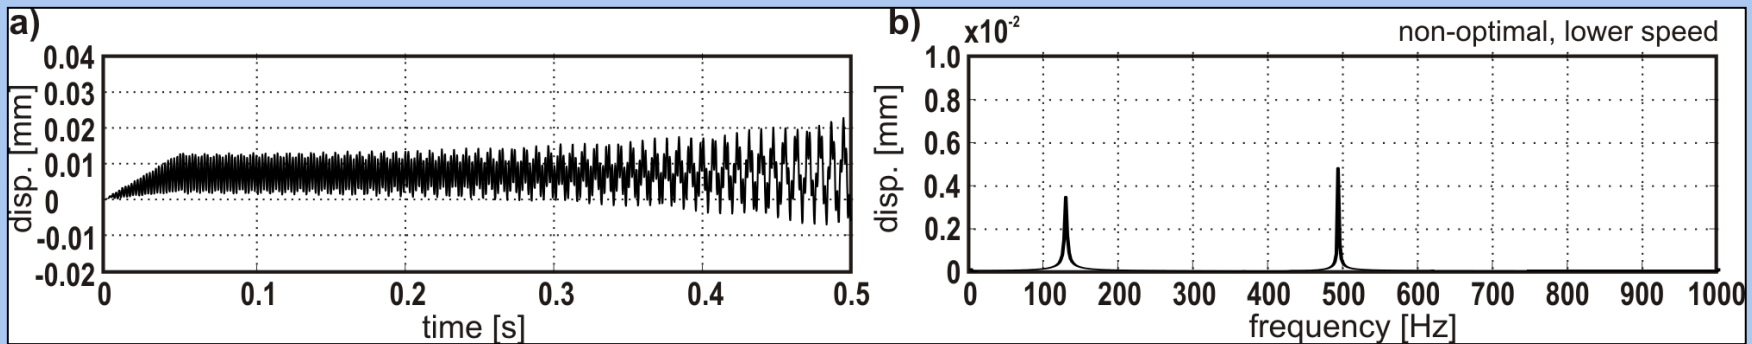 a)
disp. [mm]
0.04
0.03
0.02
0.01
0
-0.01
-0.02
0 0.1 0.2 0.3 0.4 0.5
time [s]
b)
x10-2
non-optimal, lower speed
disp. [mm]
1.0
0.8
0.6
0.4
0.2
0
0 100 200 300 400 500 600 700 800 900 1000
frequency [Hz]